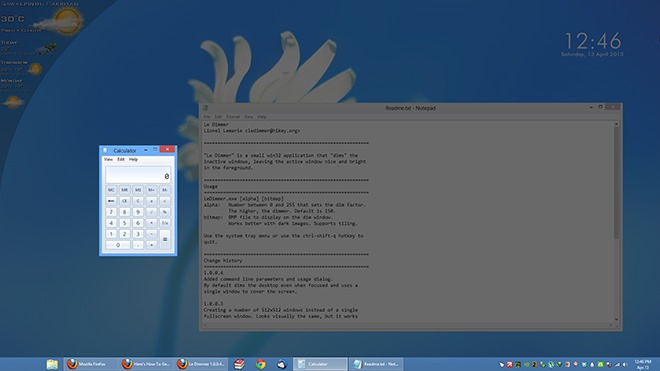 30°C
12:46
Saturday, 13 April 2013
Readme.txt - Notepad
File Edit Format View Help
Le Dimmer
Lionel Lemarie <ledimmer@hikey.org>
"Le Dimmer" is a small win32 application that "dims" the
inactive windows, leaving the active window nice and bright
in the foreground.
Usage
LeDimmer.exe [alpha] [bitmap]
alpha: Number between 0 and 255 that sets the dim factor.
The higher, the dimmer. Default is 150.
bitmap: BMP file to display on the dim window.
Works better with dark images. Supports tiling.
Use the system tray menu or use the ctrl-shift-q hotkey to
quit.
Change history
1.0.0.4
Added command line parameters and usage dialog.
By default dims the desktop even when focused and uses a
single window to cover the screen.
1.0.0.3
Creating a number of 512x512 windows instead of a single
fullscreen window. Looks visually the same, but it works
Calculator
View Edit Help
0
MC MR MS M+ M-
← CE C ± √
7 8 9 / %
4 5 6 * 1/x
1 2 3 - =
0 . +
Mozilla Firefox
Here's How To Ge...
Le Dimmer 1.0.0.4...
Calculator
Readme.txt - Not...
12:46 PM
Apr.13